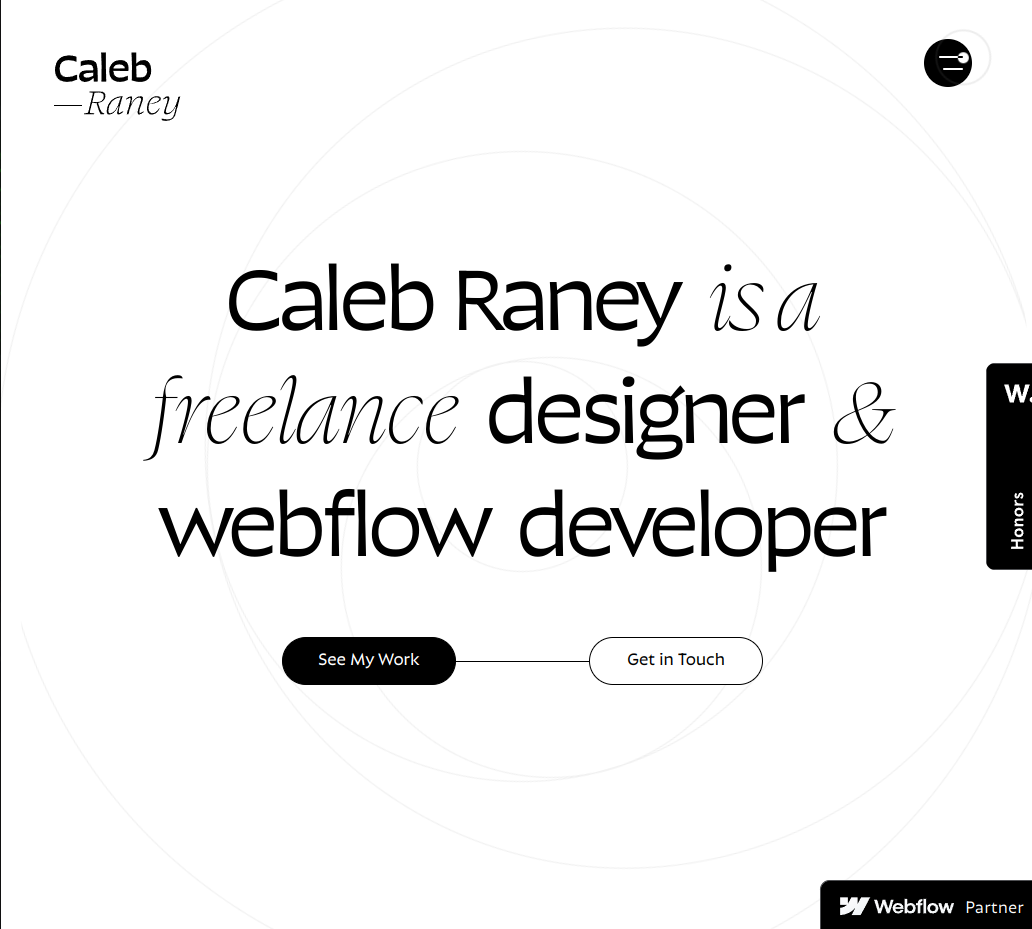 Caleb
—Raney
Caleb Raney is a
freelance designer &
webflow developer
See My Work
Get in Touch
W.
Honors
Webflow Partner